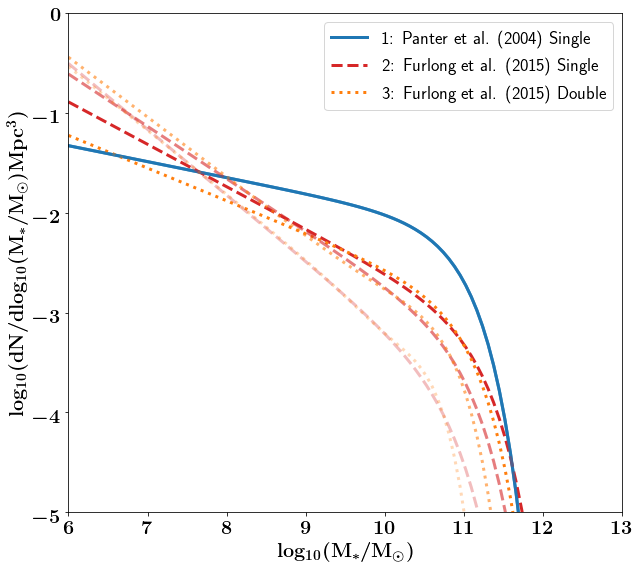 1: Panter et al. (2004) Single
2: Furlong et al. (2015) Single
3: Furlong et al. (2015) Double
log₁₀(dN/dlog₁₀(M∗/M⊙)Mpc³)
0
−1
−2
−3
−4
−5
6 7 8 9 10 11 12 13
log₁₀(M∗/M⊙)